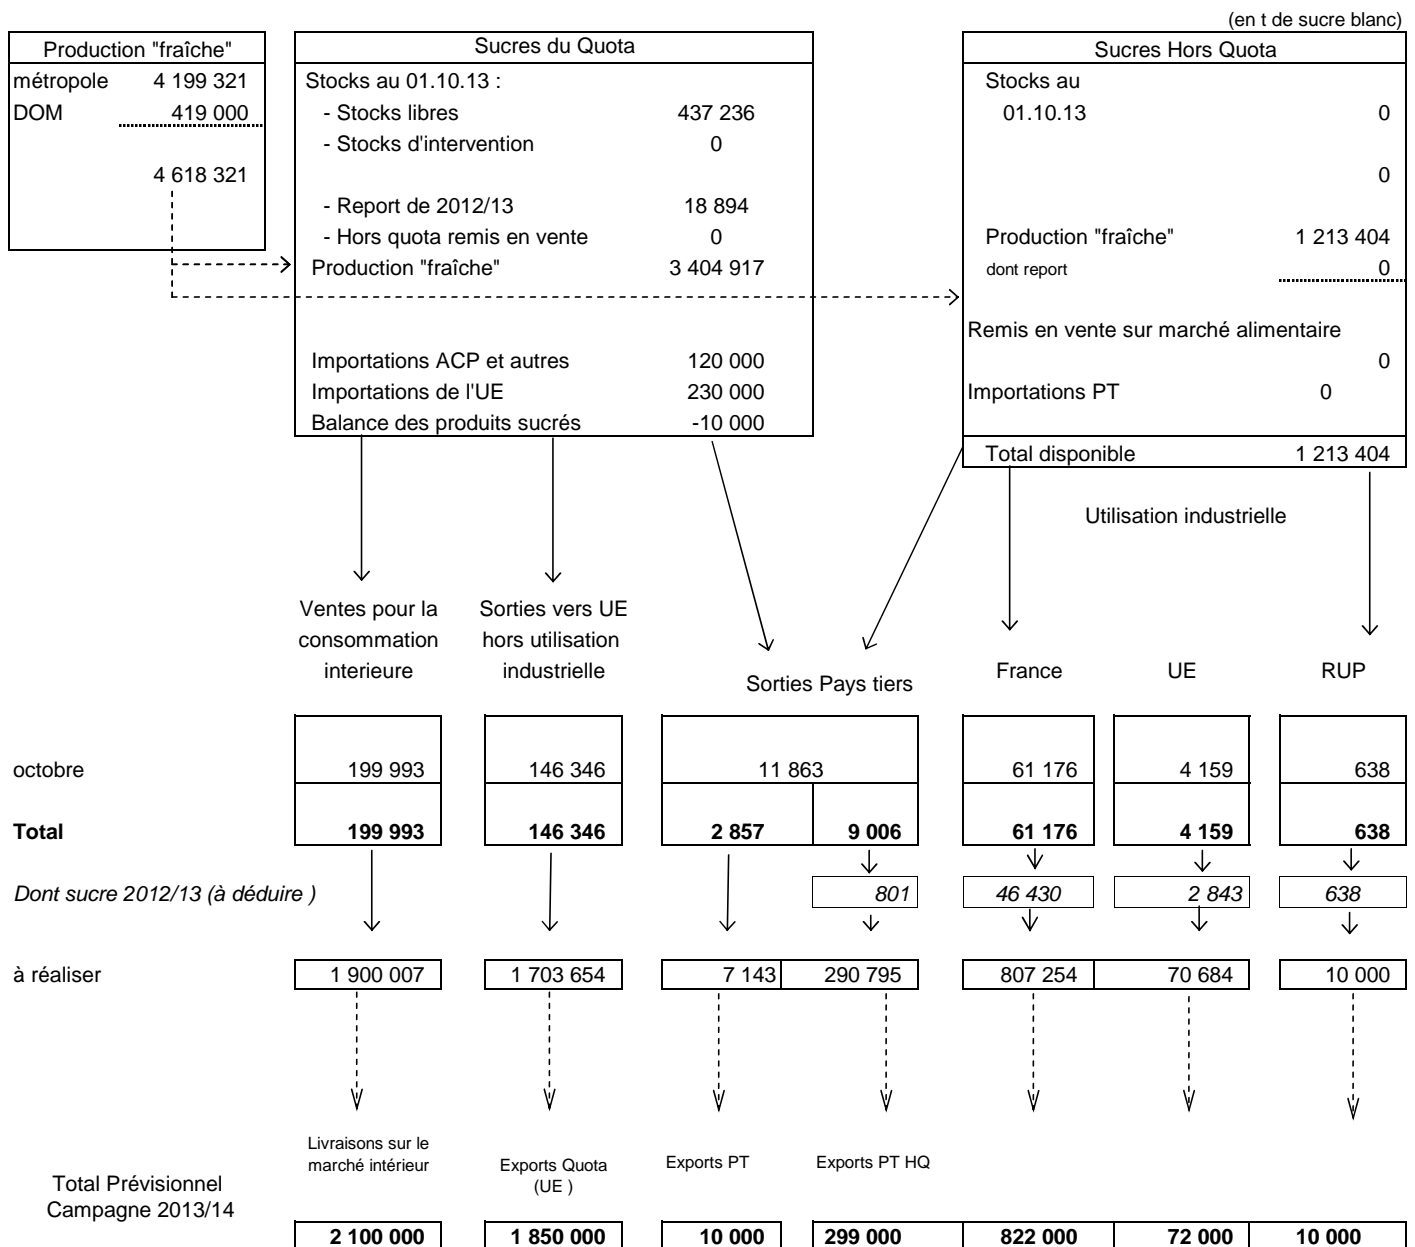 (en t de sucre blanc)
Production "fraîche"
métropole 4 199 321
DOM 419 000
4 618 321
Sucres du Quota
Stocks au 01.10.13 :
- Stocks libres 437 236
- Stocks d'intervention 0
- Report de 2012/13 18 894
- Hors quota remis en vente 0
Production "fraîche" 3 404 917
Importations ACP et autres 120 000
Importations de l'UE 230 000
Balance des produits sucrés -10 000
Sucres Hors Quota
Stocks au
01.10.13 0
0
Production "fraîche" 1 213 404
dont report 0
Remis en vente sur marché alimentaire
0
Importations PT 0
Total disponible 1 213 404
Utilisation industrielle
Ventes pour la
consommation
interieure
Sorties vers UE
hors utilisation
industrielle
Sorties Pays tiers
France UE RUP
octobre 199 993 146 346 11 863 61 176 4 159 638
Total 199 993 146 346 2 857 9 006 61 176 4 159 638
Dont sucre 2012/13 (à déduire ) 801 46 430 2 843 638
à réaliser 1 900 007 1 703 654 7 143 290 795 807 254 70 684 10 000
Livraisons sur le
marché intérieur
Exports Quota
(UE )
Exports PT
Exports PT HQ
Total Prévisionnel
Campagne 2013/14
2 100 000 1 850 000 10 000 299 000 822 000 72 000 10 000